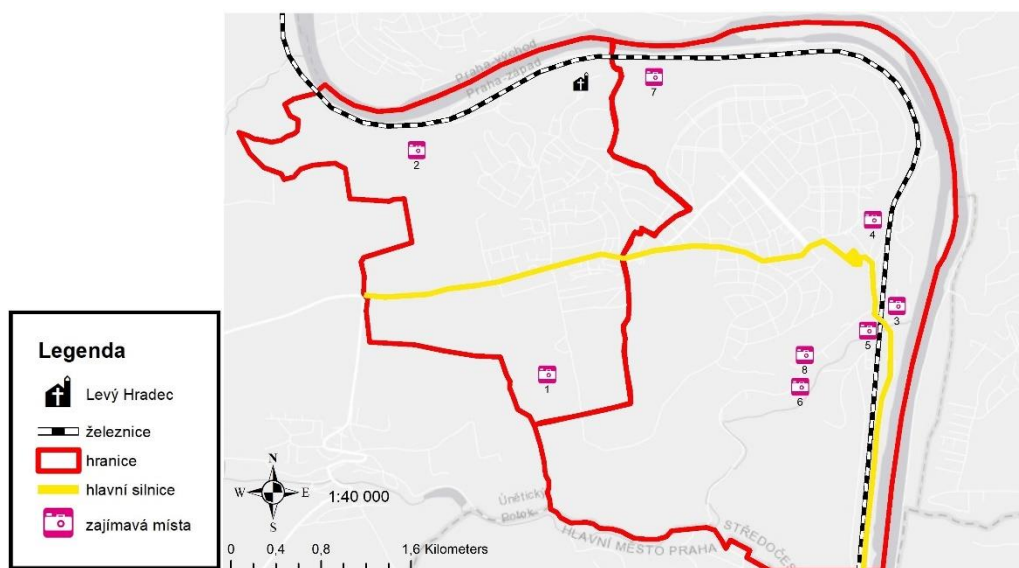 Praha-východ
Praha-západ
7
2
4
3
5
8
6
1
Legenda
Levý Hradec
železnice
hranice
hlavní silnice
zajímavá místa
N
W E
S
1:40 000
Únětický
Potok
HLAVNÍ MĚSTO PRAHA
STŘEDOČES
0 0,4 0,8 1,6 Kilometers